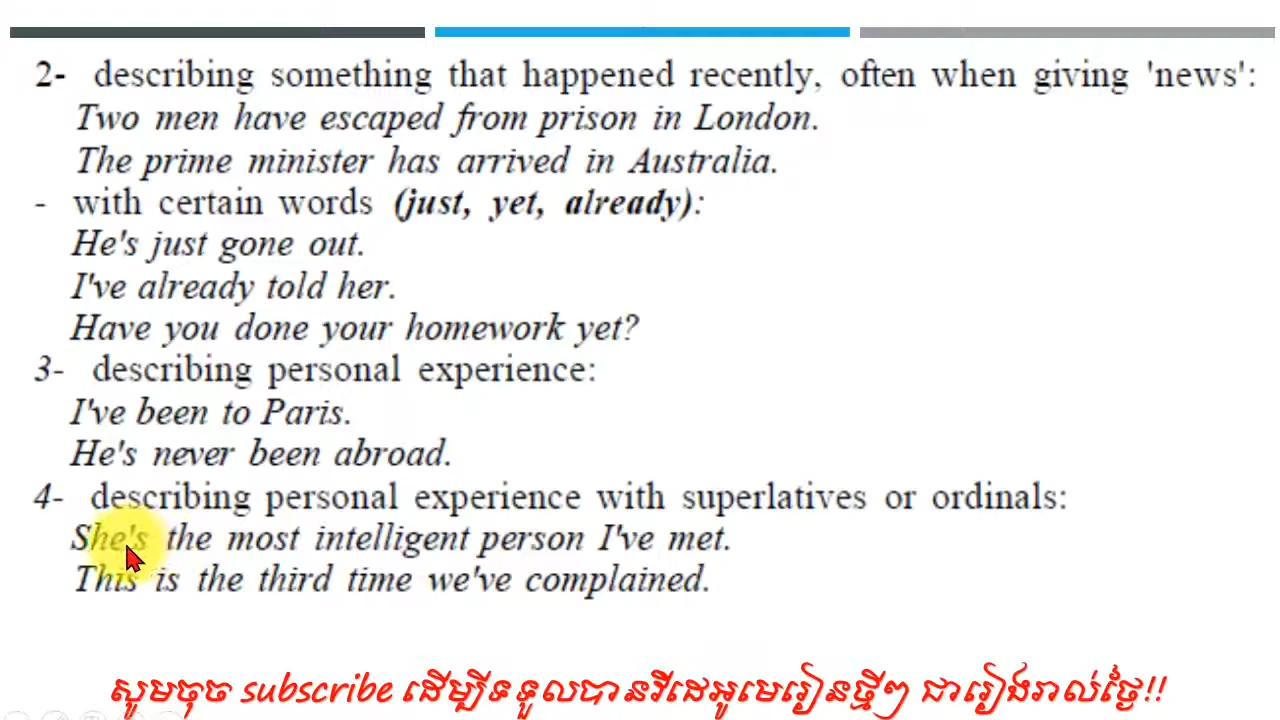 2- describing something that happened recently, often when giving 'news':
Two men have escaped from prison in London.
The prime minister has arrived in Australia.
- with certain words (just, yet, already):
He's just gone out.
I've already told her.
Have you done your homework yet?
3- describing personal experience:
I've been to Paris.
He's never been abroad.
4- describing personal experience with superlatives or ordinals:
She's the most intelligent person I've met.
This is the third time we've complained.
សូមចុច subscribe ដើម្បីទទួលបានវីដេអូមេរៀនថ្មីៗ ជារៀងរាល់ថ្ងៃ!!